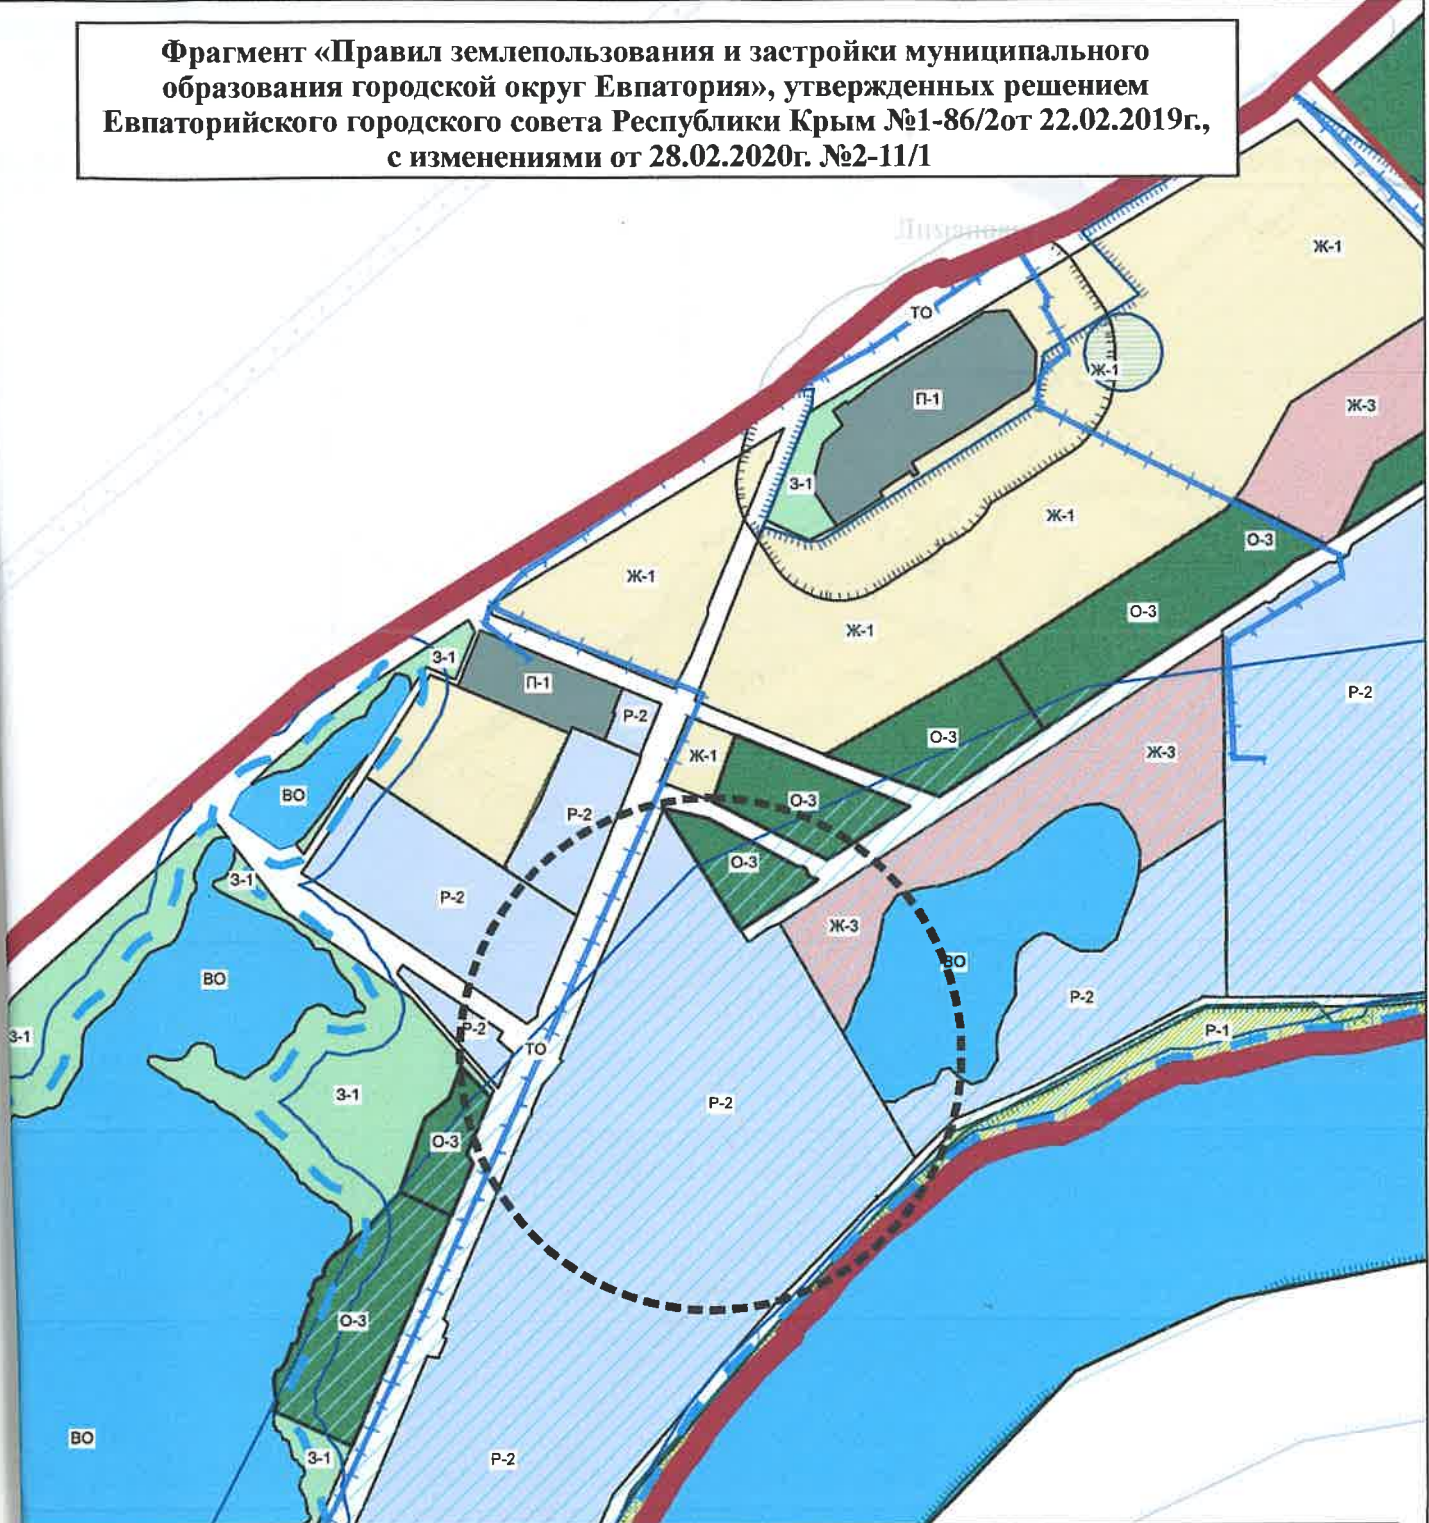 Фрагмент «Правил землепользования и застройки муниципального
образования городской округ Евпатория», утвержденных решением
Евпаторийского городского совета Республики Крым №1-86/2от 22.02.2019г.,
с изменениями от 28.02.2020г. №2-11/1
Ж-1
ТО
Ж-1
П-1
Ж-3
З-1
Ж-1
О-3
Ж-1
О-3
Ж-1
З-1
П-1
Р-2
Р-2
О-3
Ж-1
Ж-3
ВО
О-3
Р-2
О-3
З-1
Р-2
Ж-3
ВО
ВО
Р-2
Р-2
Р-1
З-1
ТО
З-1
Р-2
О-3
О-3
ВО
З-1
Р-2